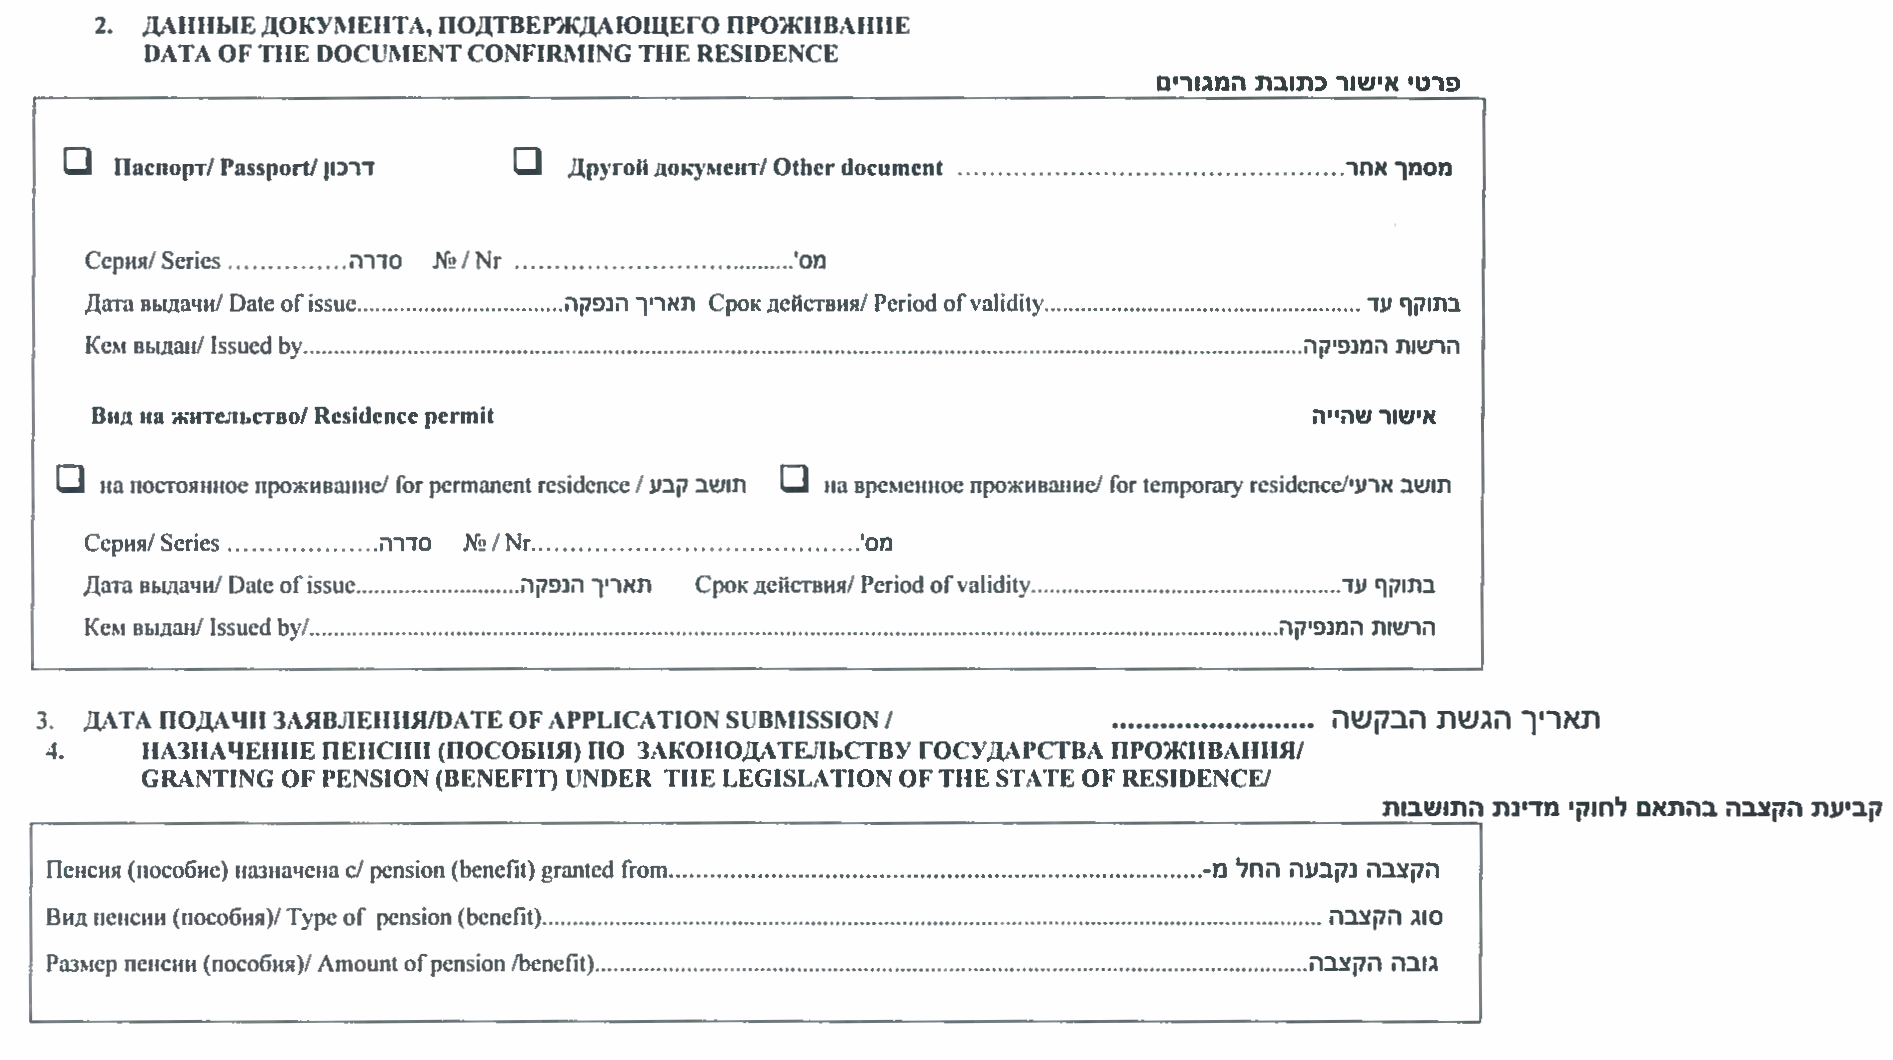 2. ДАННЫЕ ДОКУМЕНТА, ПОДТВЕРЖДАЮЩЕГО ПРОЖИВАНИЕ
DATA OF THE DOCUMENT CONFIRMING THE RESIDENCE
פרטי אישור כתובת המגורים
☐ Паспорт/ Passport/ דרכון ☐ Другой документ/ Other document ................................................מסמך אחר
Серия/ Series ...............סדרה № / Nr ...................................מס'
Дата выдачи/ Date of issue.................................תאריך הנפקה Срок действия/ Period of validity.................................................. בתוקף עד
Кем выдан/ Issued by................................................................................................................................הרשות המנפיקה
Вид на жительство/ Residence permit אישור שהייה
☐ на постоянное проживание/ for permanent residence / תושב קבע ☐ на временное проживание/ for temporary residence/תושב ארעי
Серия/ Series ...................סדרה № / Nr.........................................מס'
Дата выдачи/ Date of issue..........................תאריך הנפקה Срок действия/ Period of validity.................................................בתוקף עד
Кем выдан/ Issued by/................................................................................................................................הרשות המנפיקה
3. ДАТА ПОДАЧИ ЗАЯВЛЕНИЯ/DATE OF APPLICATION SUBMISSION / ......................... תאריך הגשת הבקשה
4. НАЗНАЧЕНИЕ ПЕНСИИ (ПОСОБИЯ) ПО ЗАКОНОДАТЕЛЬСТВУ ГОСУДАРСТВА ПРОЖИВАНИЯ/
GRANTING OF PENSION (BENEFIT) UNDER THE LEGISLATION OF THE STATE OF RESIDENCE/
קביעת הקצבה בהתאם לחוקי מדינת התושבות
Пенсия (пособие) назначена с/ pension (benefit) granted from.....................................................................................הקצבה נקבעה החל מ-
Вид пенсии (пособия)/ Type of pension (benefit)............................................................................................................................ סוג הקצבה
Размер пенсии (пособия)/ Amount of pension /benefit)..................................................................................................................גובה הקצבה